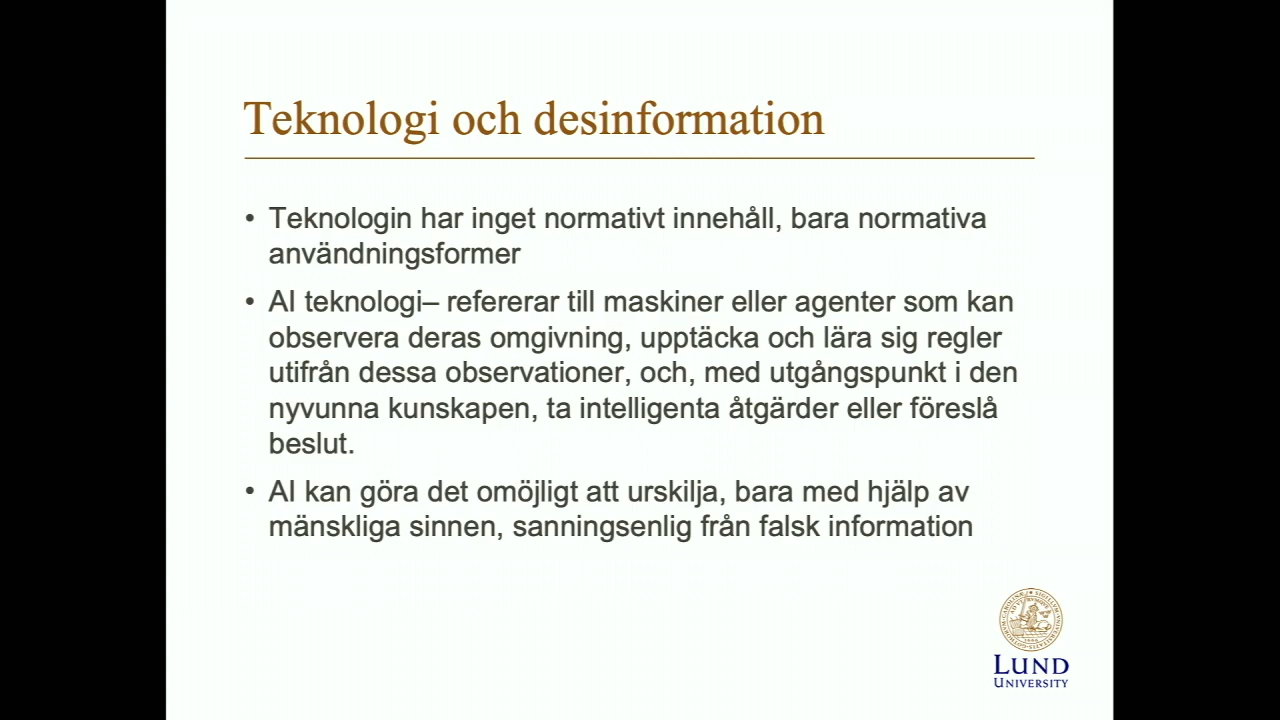 Teknologi och desinformation
• Teknologin har inget normativt innehåll, bara normativa
användningsformer
• AI teknologi– refererar till maskiner eller agenter som kan
observera deras omgivning, upptäcka och lära sig regler
utifrån dessa observationer, och, med utgångspunkt i den
nyvunna kunskapen, ta intelligenta åtgärder eller föreslå
beslut.
• AI kan göra det omöjligt att urskilja, bara med hjälp av
mänskliga sinnen, sanningsenlig från falsk information
LUND
UNIVERSITY